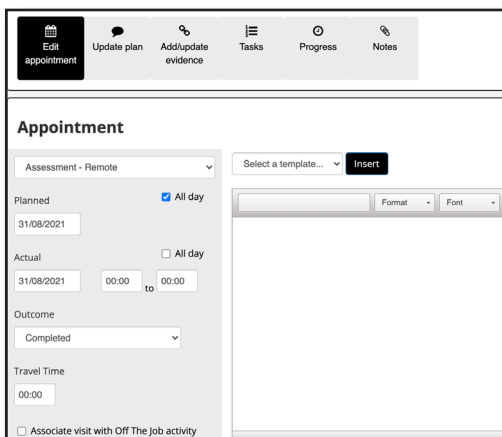 Edit appointment
Update plan
Add/update evidence
Tasks
Progress
Notes
Appointment
Assessment - Remote
Select a template...
Insert
Planned
All day
Format
Font
31/08/2021
Actual
All day
31/08/2021
00:00
to
00:00
Outcome
Completed
Travel Time
00:00
Associate visit with Off The Job activity